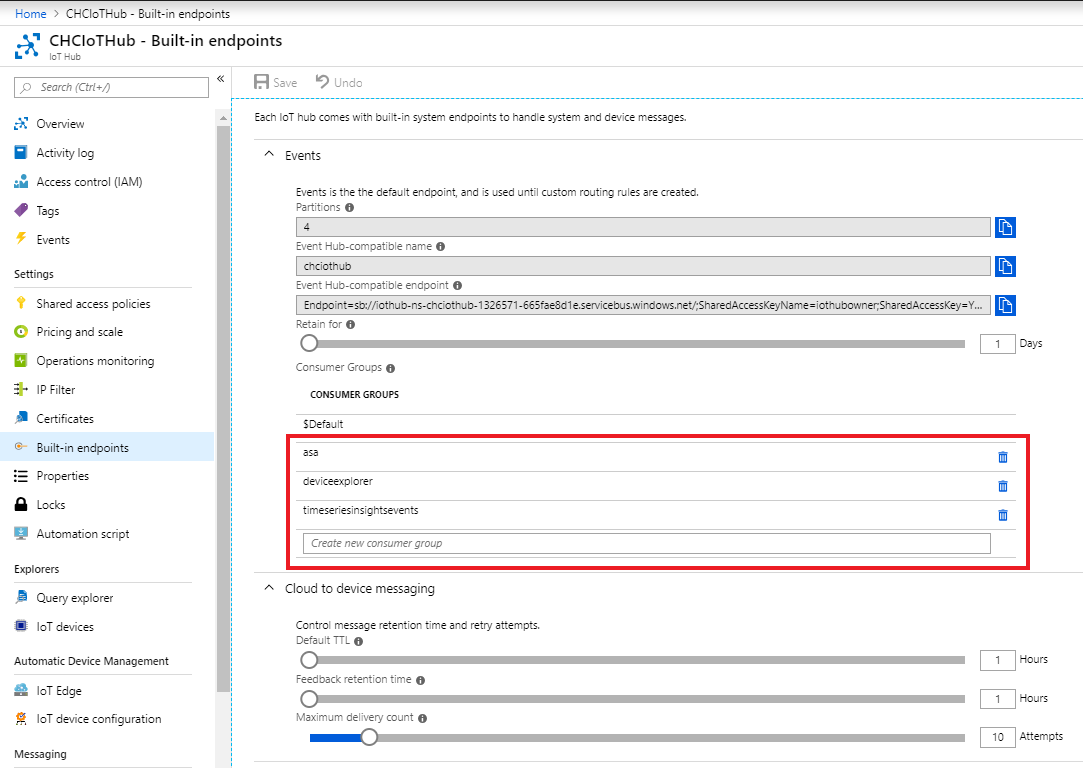 Home > CHCIoTHub - Built-in endpoints
CHCIoTHub - Built-in endpoints
IoT Hub
Search (Ctrl+/)
«
Overview
Activity log
Access control (IAM)
Tags
Events
Settings
Shared access policies
Pricing and scale
Operations monitoring
IP Filter
Certificates
Built-in endpoints
Properties
Locks
Automation script
Explorers
Query explorer
IoT devices
Automatic Device Management
IoT Edge
IoT device configuration
Messaging
Save Undo
Each IoT hub comes with built-in system endpoints to handle system and device messages.
Events
Events is the the default endpoint, and is used until custom routing rules are created.
Partitions
4
Event Hub-compatible name
chciothub
Event Hub-compatible endpoint
Endpoint=sb://iothub-ns-chciothub-1326571-665fae8d1e.servicebus.windows.net/;SharedAccessKeyName=iothubowner;SharedAccessKey=Y...
Retain for
1 Days
Consumer Groups
CONSUMER GROUPS
$Default
asa
deviceexplorer
timeseriesinsightsevents
Create new consumer group
Cloud to device messaging
Control message retention time and retry attempts.
Default TTL
1 Hours
Feedback retention time
1 Hours
Maximum delivery count
10 Attempts